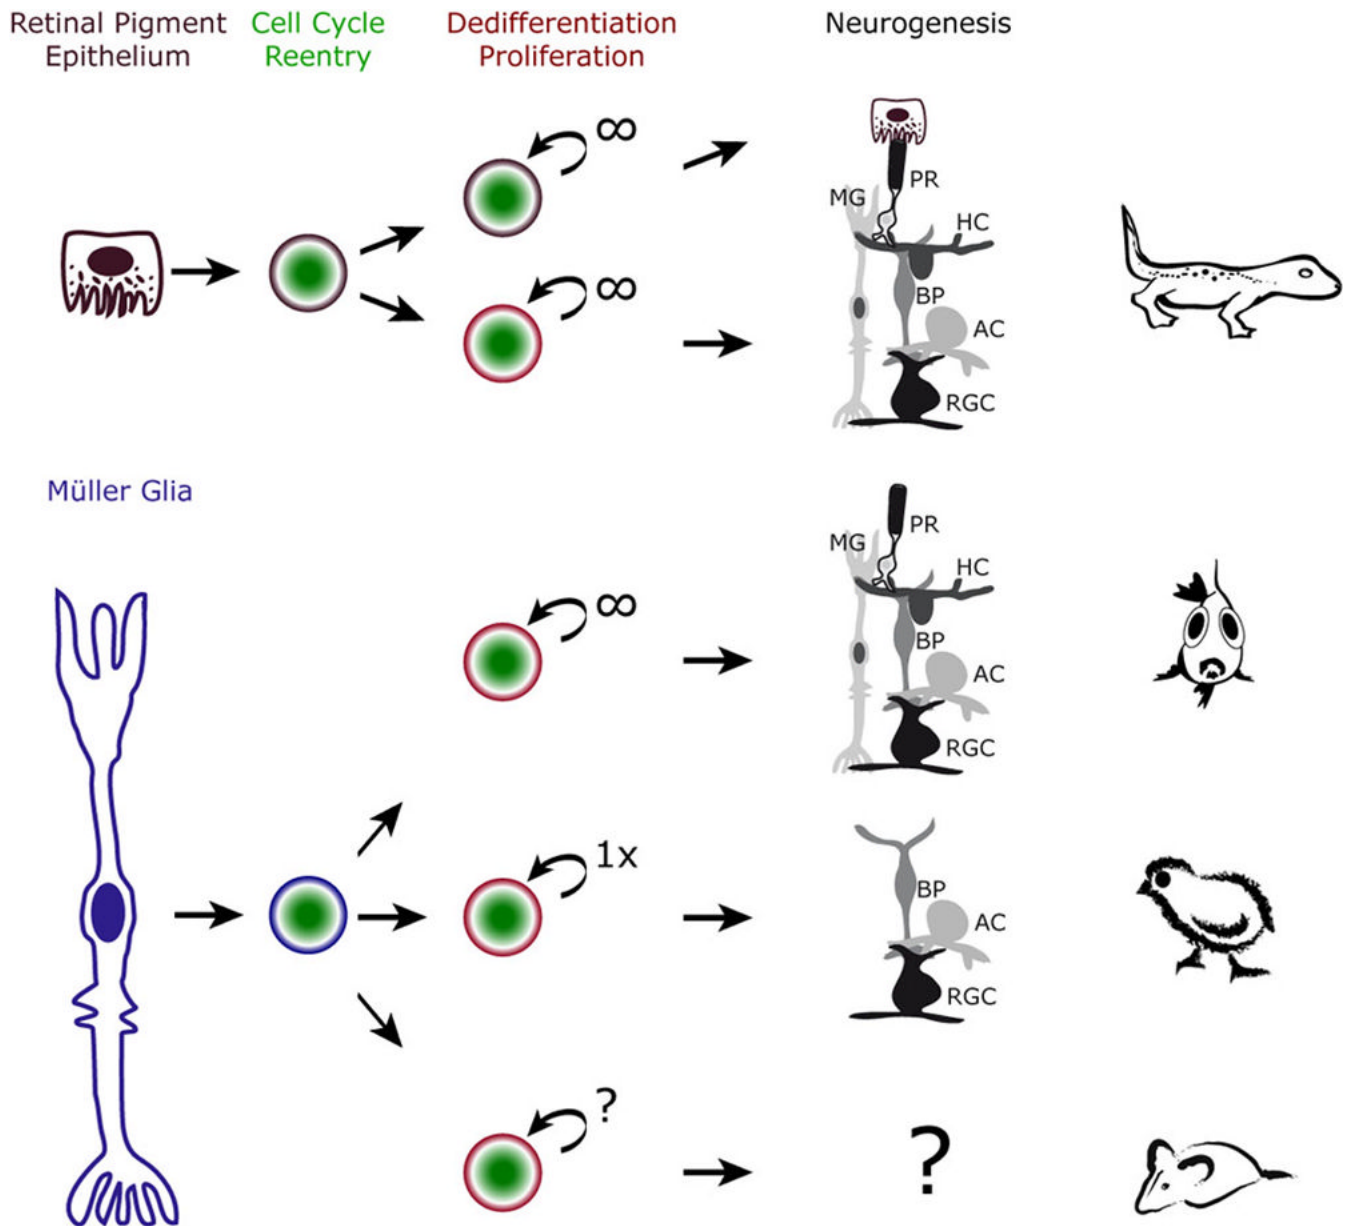 Retinal Pigment
Epithelium
Cell Cycle
Reentry
Dedifferentiation
Proliferation
Neurogenesis
∞
PR
MG
HC
∞
BP
AC
RGC
Müller Glia
PR
MG
HC
∞
BP
AC
RGC
1x
BP
AC
RGC
?
?